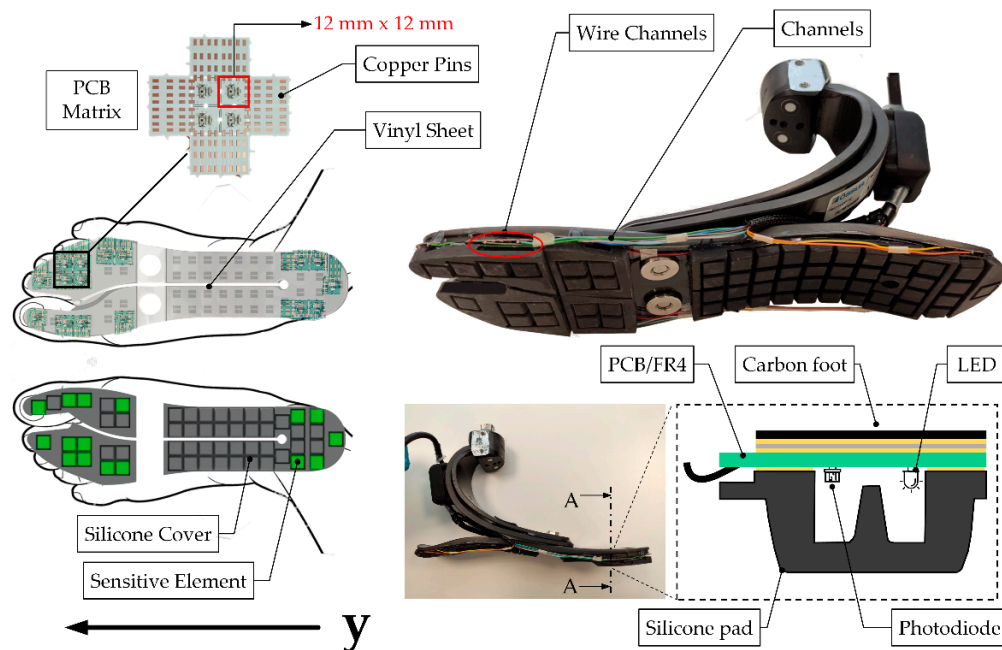 12 mm x 12 mm
Wire Channels
Channels
Copper Pins
PCB
Matrix
Vinyl Sheet
PCB/FR4
Carbon foot
LED
A
A
Silicone Cover
Sensitive Element
Silicone pad
Photodiode
y